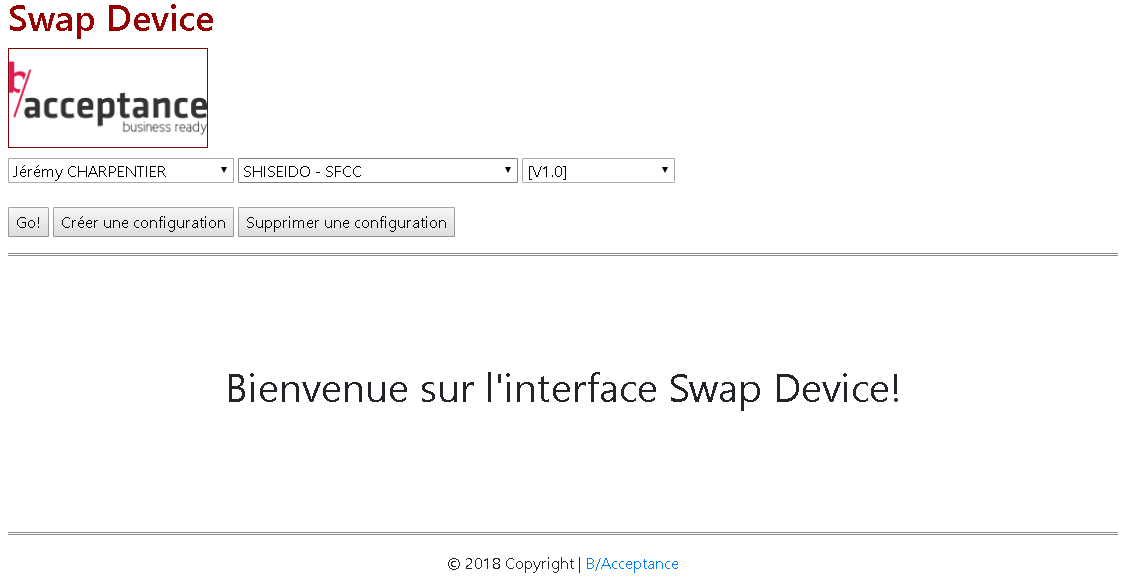 Swap Device
b/acceptance
business ready
Jérémy CHARPENTIER SHISEIDO - SFCC [V1.0]
Go! Créer une configuration Supprimer une configuration
Bienvenue sur l'interface Swap Device!
© 2018 Copyright | B/Acceptance